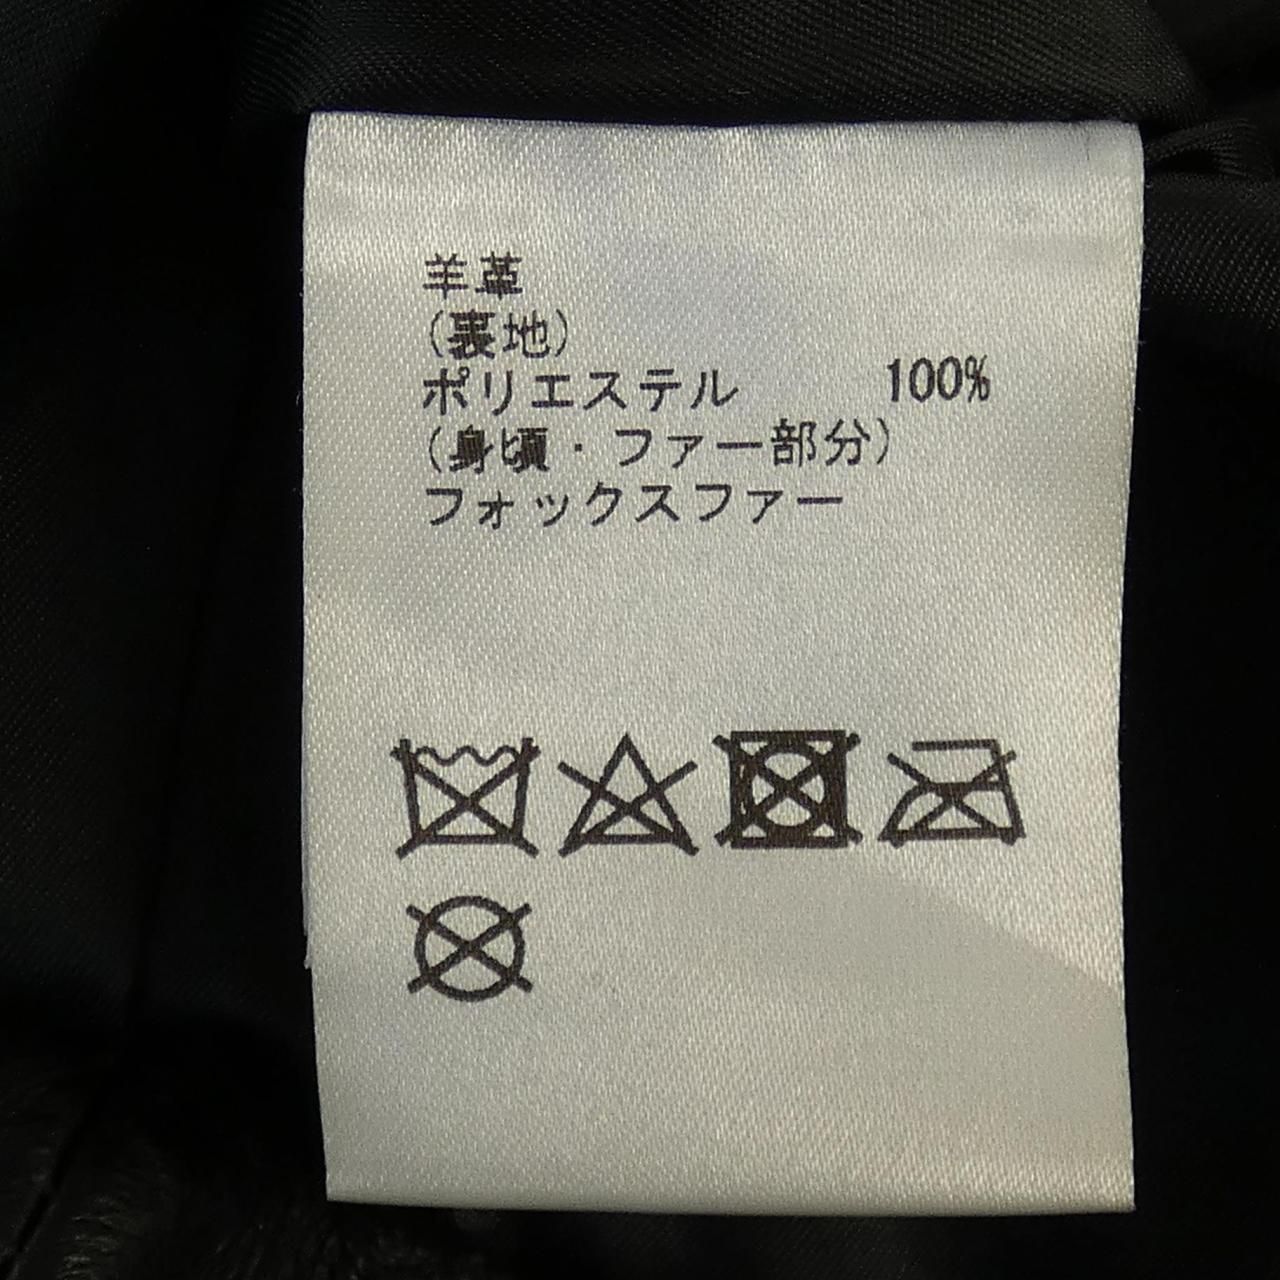 羊革
(裏地)
ポリエステル 100%
(身頃・ファー部分)
フォックスファー